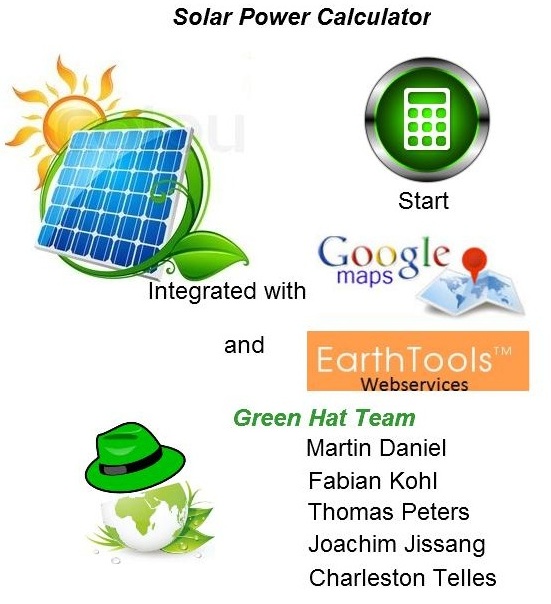 Solar Power Calculator
Start
Integrated with
Google
maps
and
EarthTools™
Webservices
Green Hat Team
Martin Daniel
Fabian Kohl
Thomas Peters
Joachim Jissang
Charleston Telles